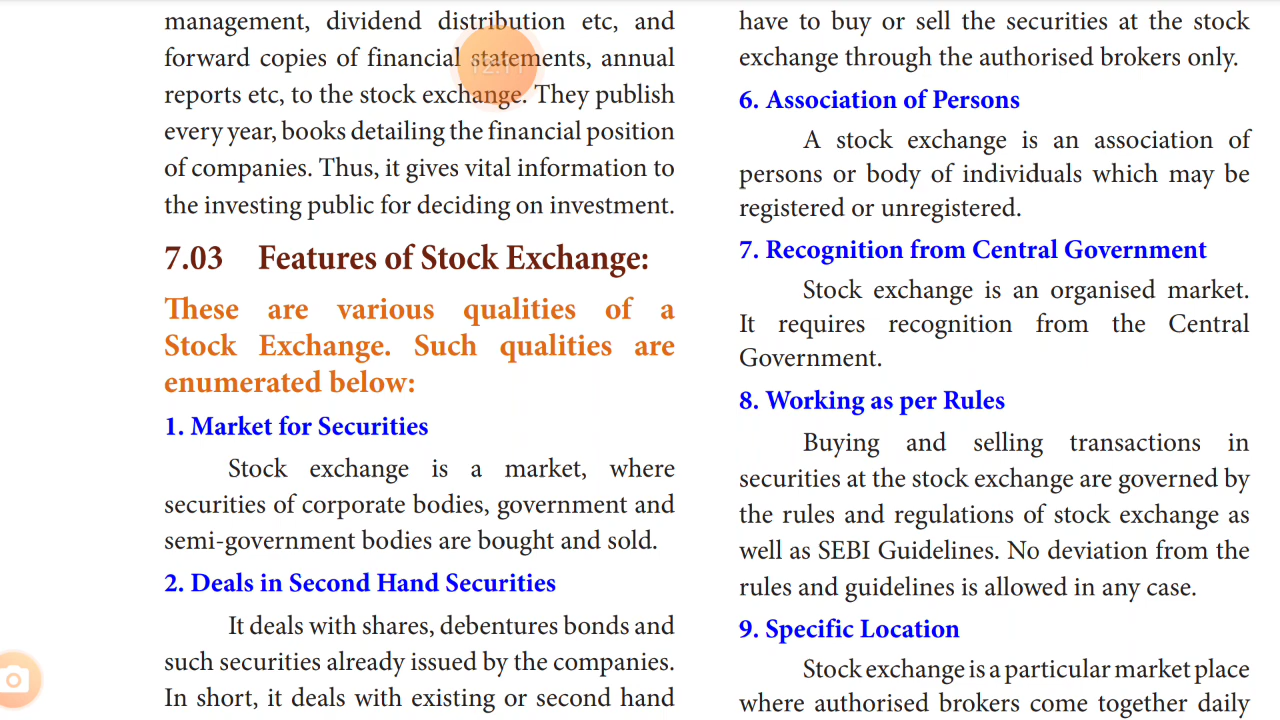 management, dividend distribution etc, and
forward copies of financial statements, annual
reports etc, to the stock exchange. They publish
every year, books detailing the financial position
of companies. Thus, it gives vital information to
the investing public for deciding on investment.
7.03 Features of Stock Exchange:
These are various qualities of a
Stock Exchange. Such qualities are
enumerated below:
1. Market for Securities
Stock exchange is a market, where
securities of corporate bodies, government and
semi-government bodies are bought and sold.
2. Deals in Second Hand Securities
It deals with shares, debentures bonds and
such securities already issued by the companies.
In short, it deals with existing or second hand
have to buy or sell the securities at the stock
exchange through the authorised brokers only.
6. Association of Persons
A stock exchange is an association of
persons or body of individuals which may be
registered or unregistered.
7. Recognition from Central Government
Stock exchange is an organised market.
It requires recognition from the Central
Government.
8. Working as per Rules
Buying and selling transactions in
securities at the stock exchange are governed by
the rules and regulations of stock exchange as
well as SEBI Guidelines. No deviation from the
rules and guidelines is allowed in any case.
9. Specific Location
Stock exchange is a particular market place
where authorised brokers come together daily